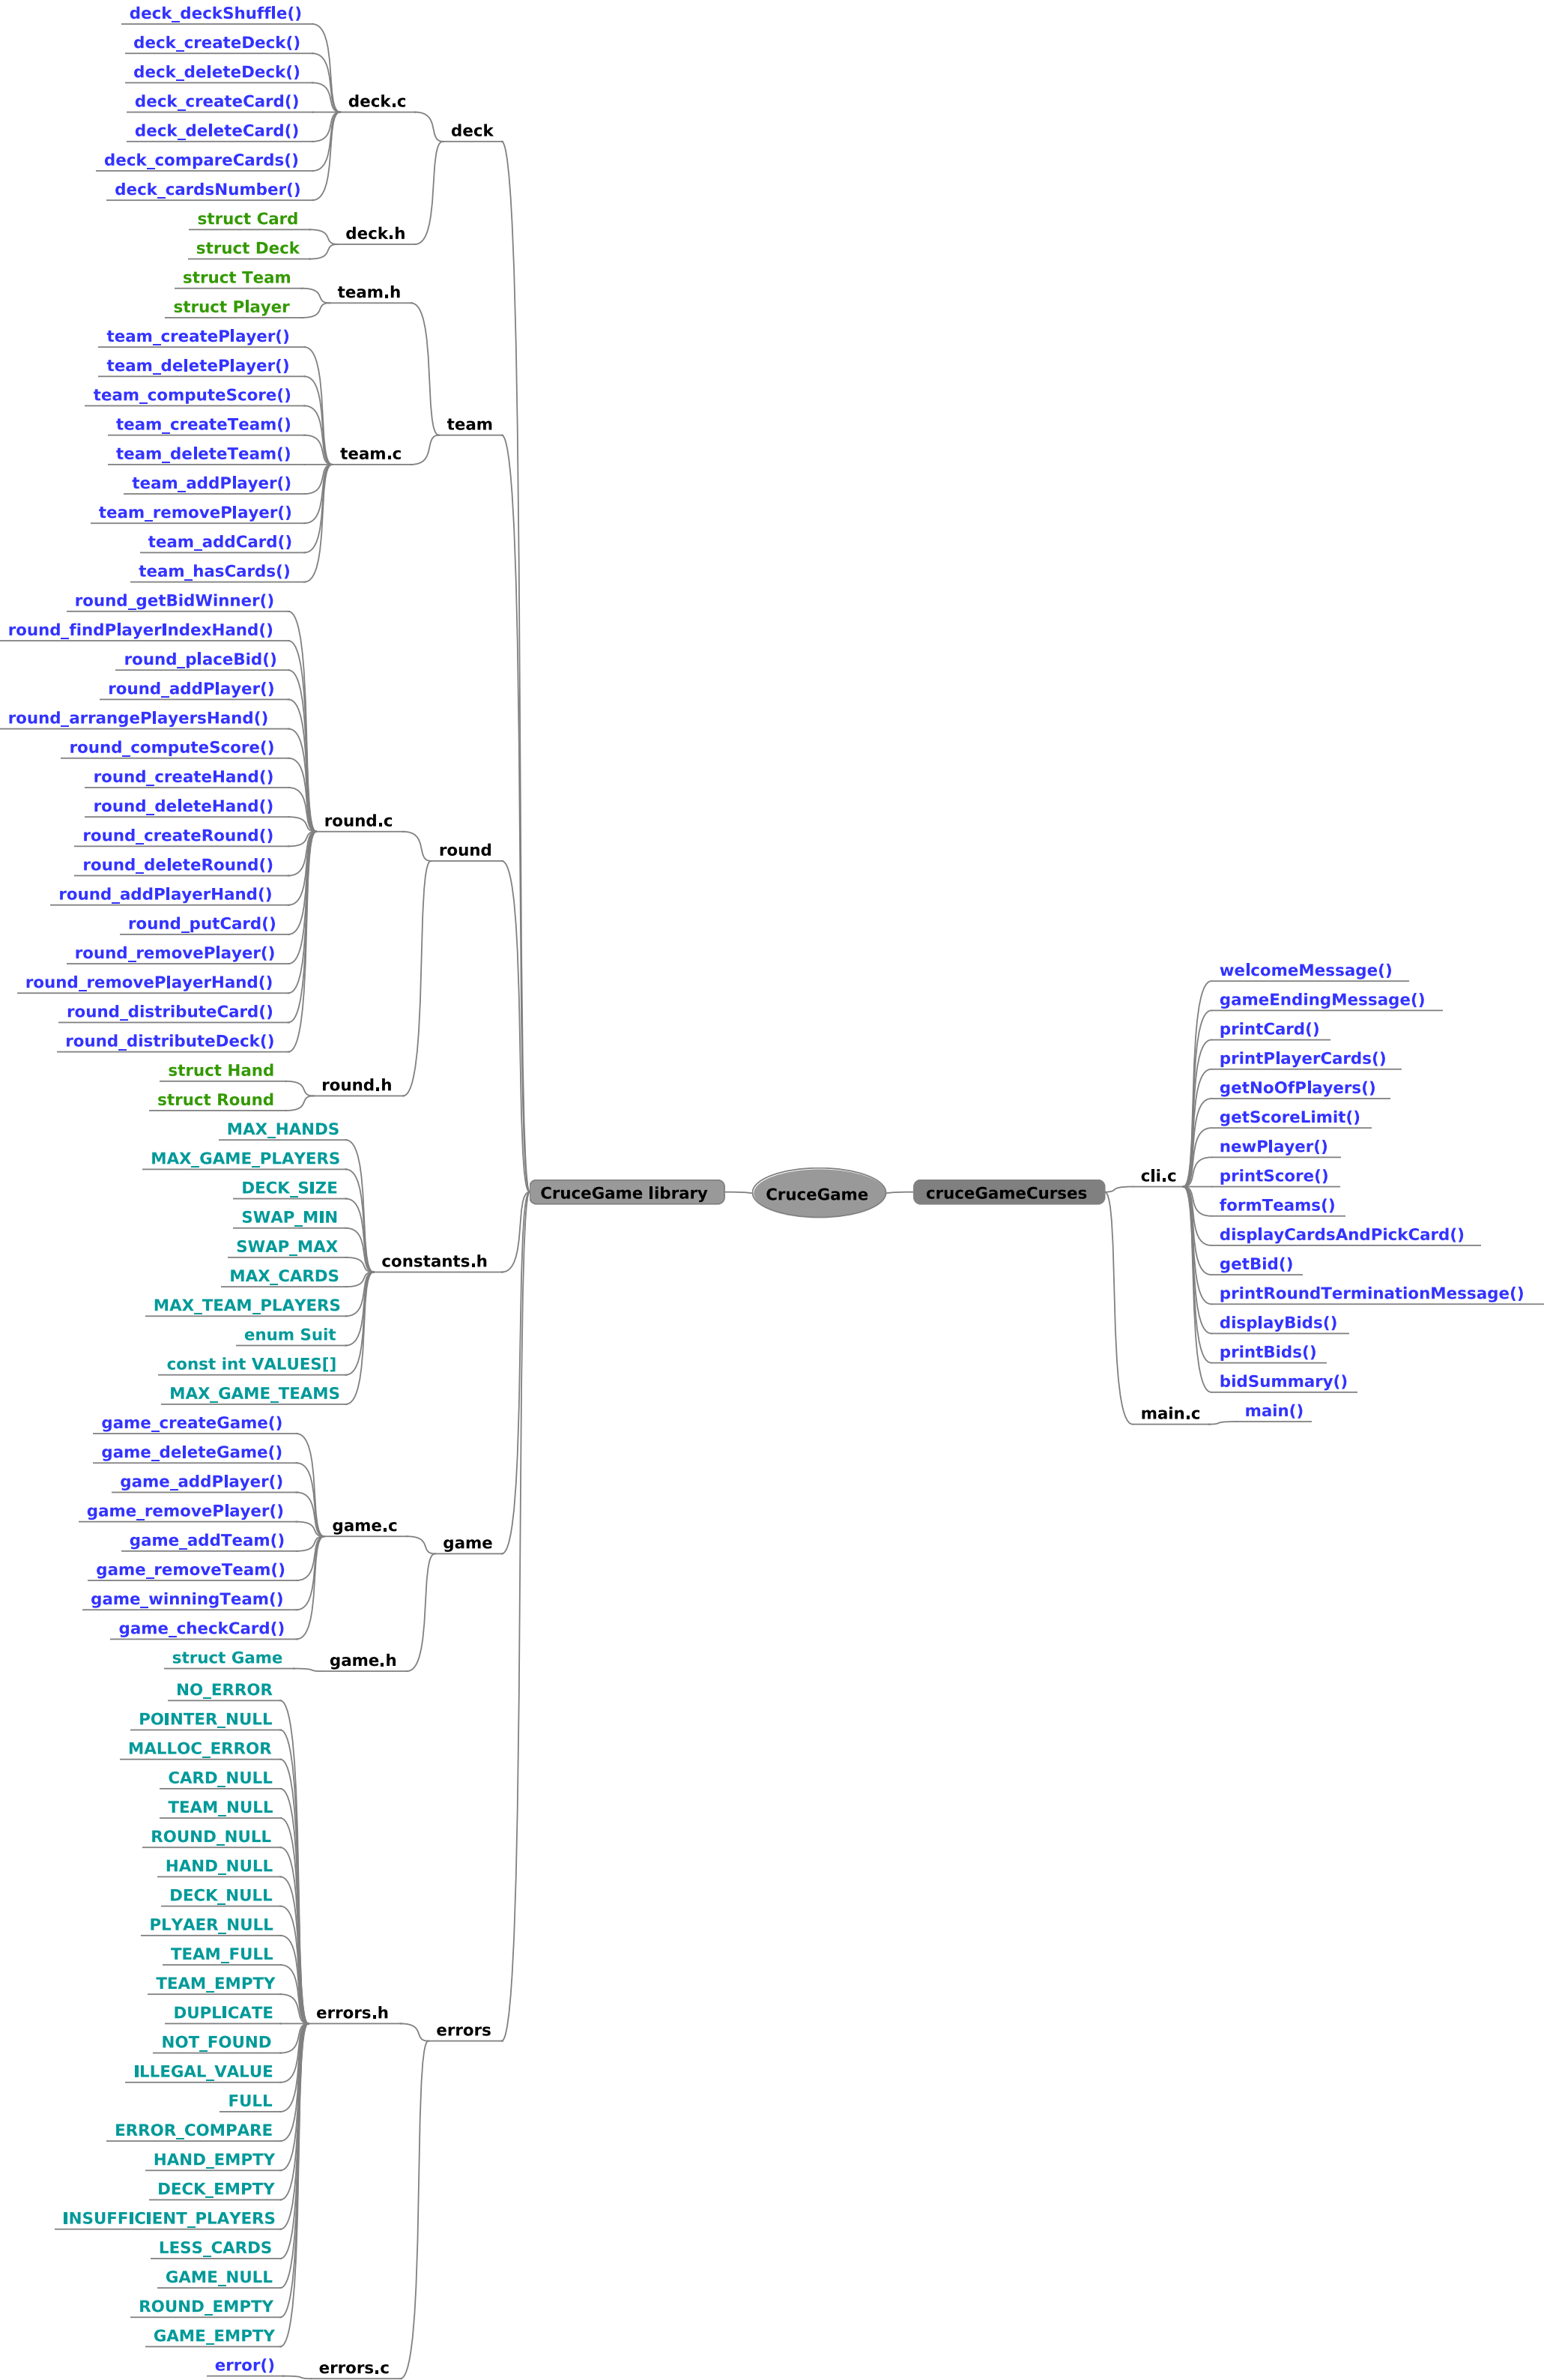 deck_deckShuffle()
deck_createDeck()
deck_deleteDeck()
deck_createCard()
deck_deleteCard()
deck_compareCards()
deck_cardsNumber()
deck.c
deck
struct Card
struct Deck
deck.h
struct Team
struct Player
team.h
team
team_createPlayer()
team_deletePlayer()
team_computeScore()
team_createTeam()
team_deleteTeam()
team_addPlayer()
team_removePlayer()
team_addCard()
team_hasCards()
team.c
round_getBidWinner()
round_findPlayerIndexHand()
round_placeBid()
round_addPlayer()
round_arrangePlayersHand()
round_computeScore()
round_createHand()
round_deleteHand()
round_createRound()
round_deleteRound()
round_addPlayerHand()
round_putCard()
round_removePlayer()
round_removePlayerHand()
round_distributeCard()
round_distributeDeck()
round.c
round
struct Hand
struct Round
round.h
MAX_HANDS
MAX_GAME_PLAYERS
DECK_SIZE
SWAP_MIN
SWAP_MAX
MAX_CARDS
MAX_TEAM_PLAYERS
enum Suit
const int VALUES[]
MAX_GAME_TEAMS
constants.h
game_createGame()
game_deleteGame()
game_addPlayer()
game_removePlayer()
game_addTeam()
game_removeTeam()
game_winningTeam()
game_checkCard()
game.c
game
struct Game
game.h
NO_ERROR
POINTER_NULL
MALLOC_ERROR
CARD_NULL
TEAM_NULL
ROUND_NULL
HAND_NULL
DECK_NULL
PLYAER_NULL
TEAM_FULL
TEAM_EMPTY
DUPLICATE
NOT_FOUND
ILLEGAL_VALUE
FULL
ERROR_COMPARE
HAND_EMPTY
DECK_EMPTY
INSUFFICIENT_PLAYERS
LESS_CARDS
GAME_NULL
ROUND_EMPTY
GAME_EMPTY
errors.h
errors
error()
errors.c
CruceGame library
CruceGame
cruceGameCurses
cli.c
welcomeMessage()
gameEndingMessage()
printCard()
printPlayerCards()
getNoOfPlayers()
getScoreLimit()
newPlayer()
printScore()
formTeams()
displayCardsAndPickCard()
getBid()
printRoundTerminationMessage()
displayBids()
printBids()
bidSummary()
main.c
main()